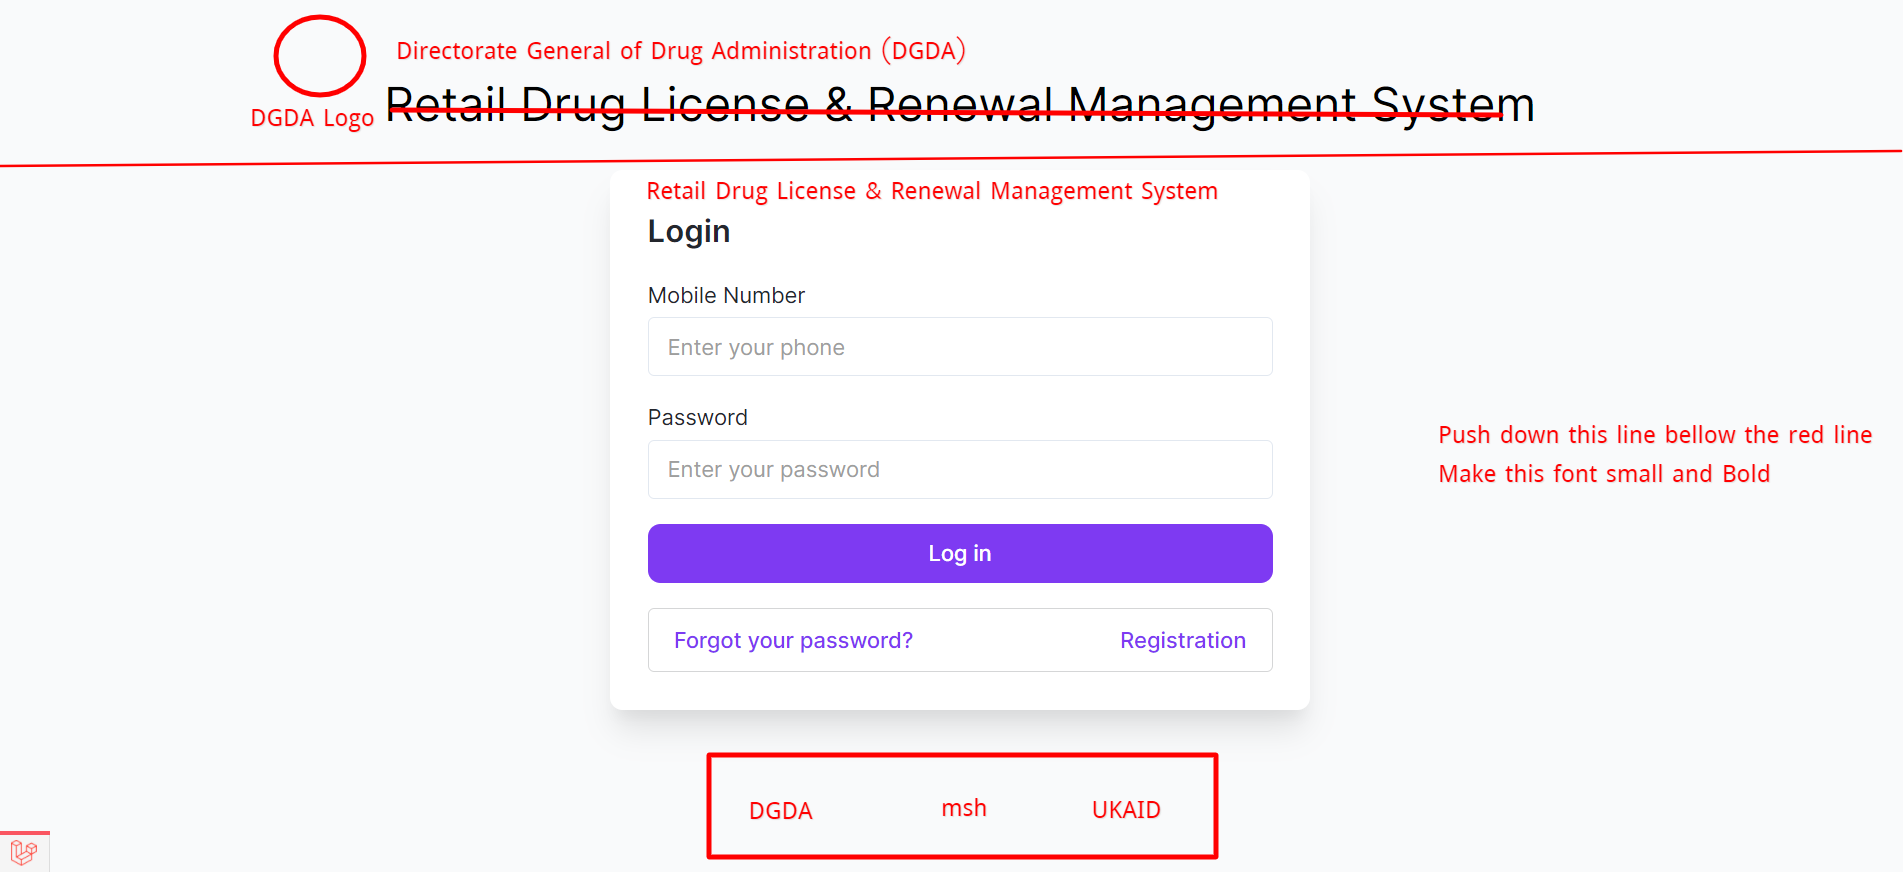 Directorate General of Drug Administration (DGDA)
DGDA Logo
Retail Drug License & Renewal Management System
Retail Drug License & Renewal Management System
Login
Mobile Number
Enter your phone
Password
Enter your password
Push down this line bellow the red line
Make this font small and Bold
Log in
Forgot your password? Registration
DGDA msh UKAID